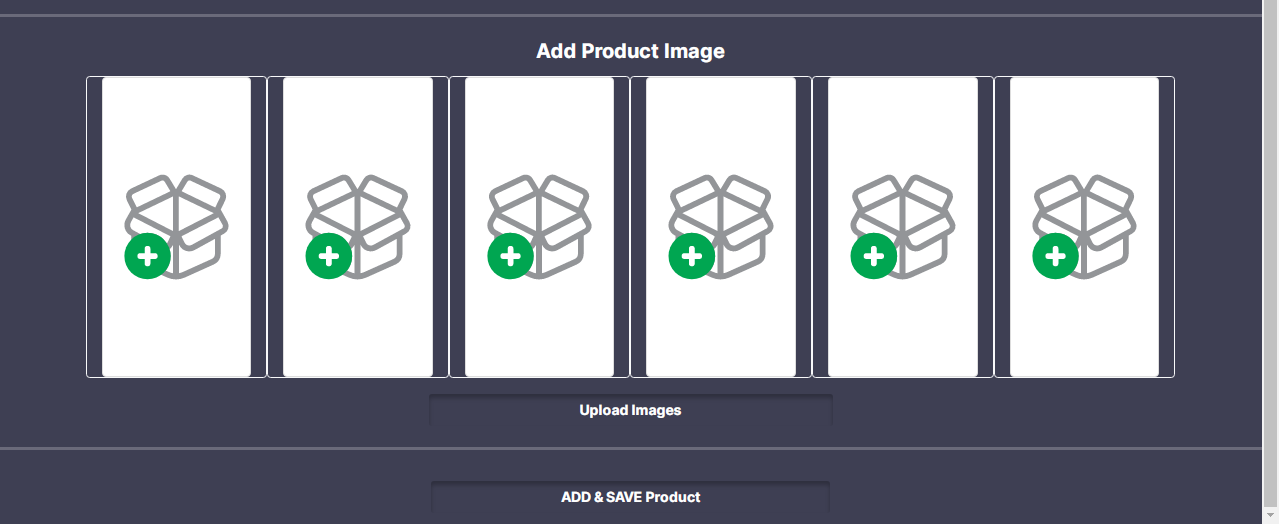 Add Product Image
Upload Images
ADD & SAVE Product